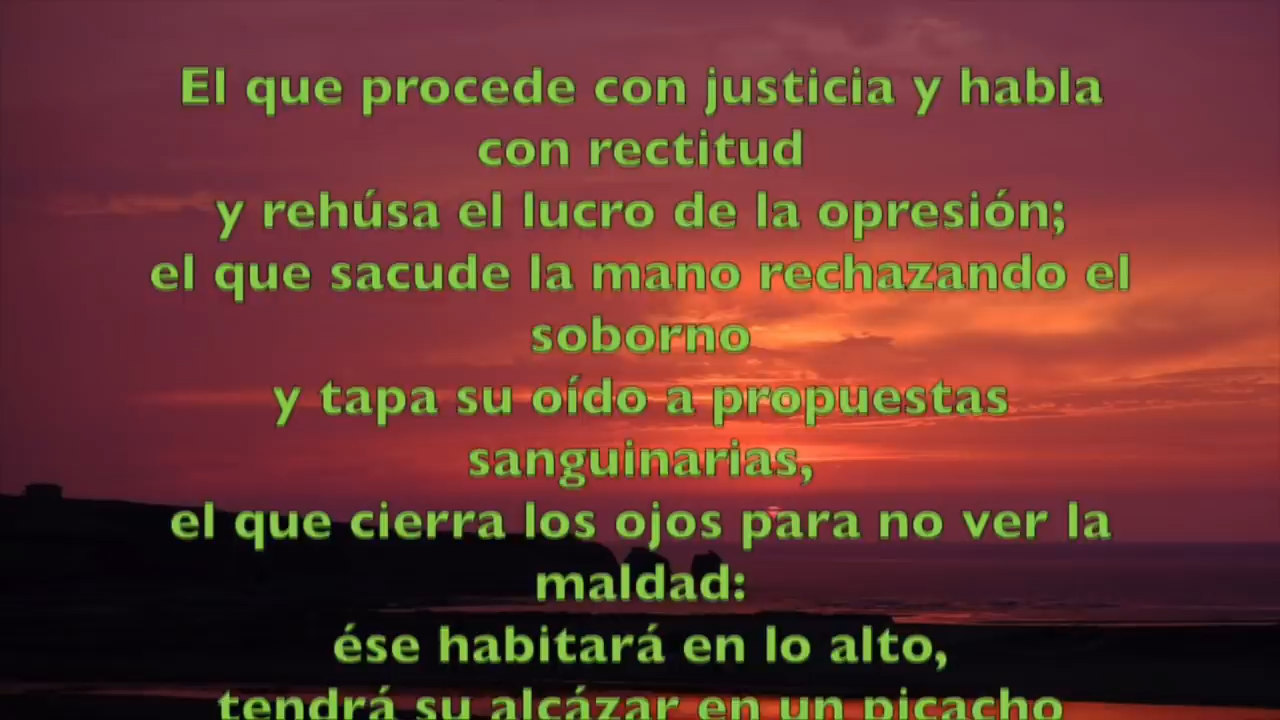 El que procede con justicia y habla
con rectitud
y rehúsa el lucro de la opresión;
el que sacude la mano rechazando el
soborno
y tapa su oído a propuestas
sanguinarias,
el que cierra los ojos para no ver la
maldad:
ése habitará en lo alto,
tendrá su alcázar en un picacho